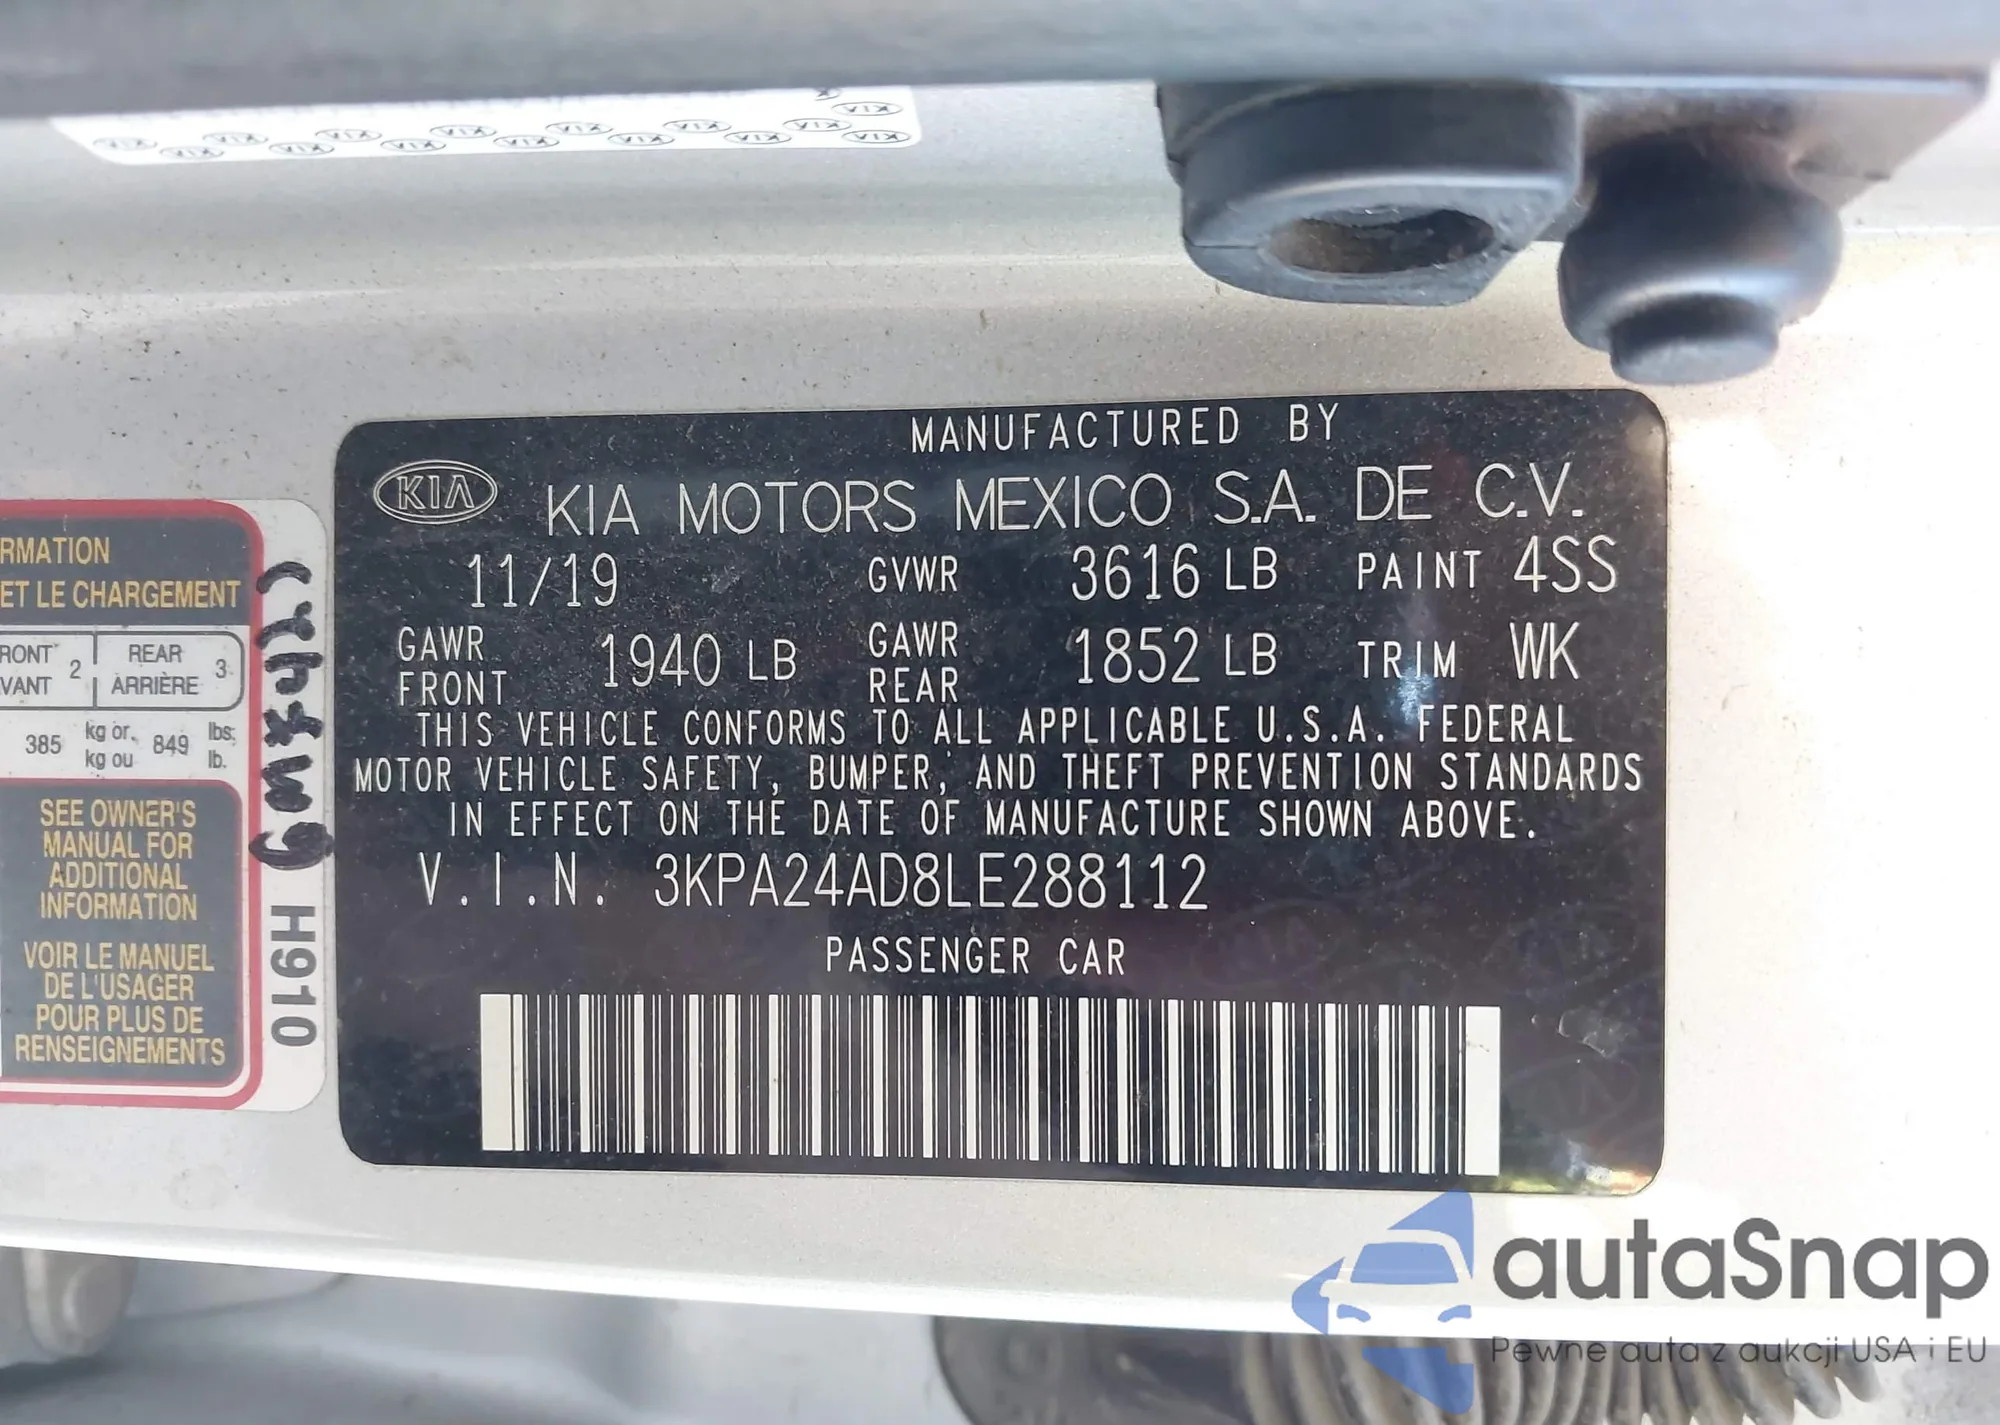 MANUFACTURED BY
KIA KIA MOTORS MEXICO S.A. DE C.V.
11/19 GVWR 3616 LB PAINT 4SS
GAWR FRONT 1940 LB GAWR REAR 1852 LB TRIM WK
THIS VEHICLE CONFORMS TO ALL APPLICABLE U.S.A. FEDERAL
MOTOR VEHICLE SAFETY, BUMPER, AND THEFT PREVENTION STANDARDS
IN EFFECT ON THE DATE OF MANUFACTURE SHOWN ABOVE.
V.I.N. 3KPA24AD8LE288112
PASSENGER CAR
RMATION
ET LE CHARGEMENT
RONT 2 REAR 3
VANT ARRIÈRE
385 kg or. 849 lbs.
kg ou lb.
SEE OWNER'S
MANUAL FOR
ADDITIONAL
INFORMATION
VOIR LE MANUEL
DE L'USAGER
POUR PLUS DE
RENSEIGNEMENTS
H910
autaSnap
Pewne auta z aukcji USA i EU